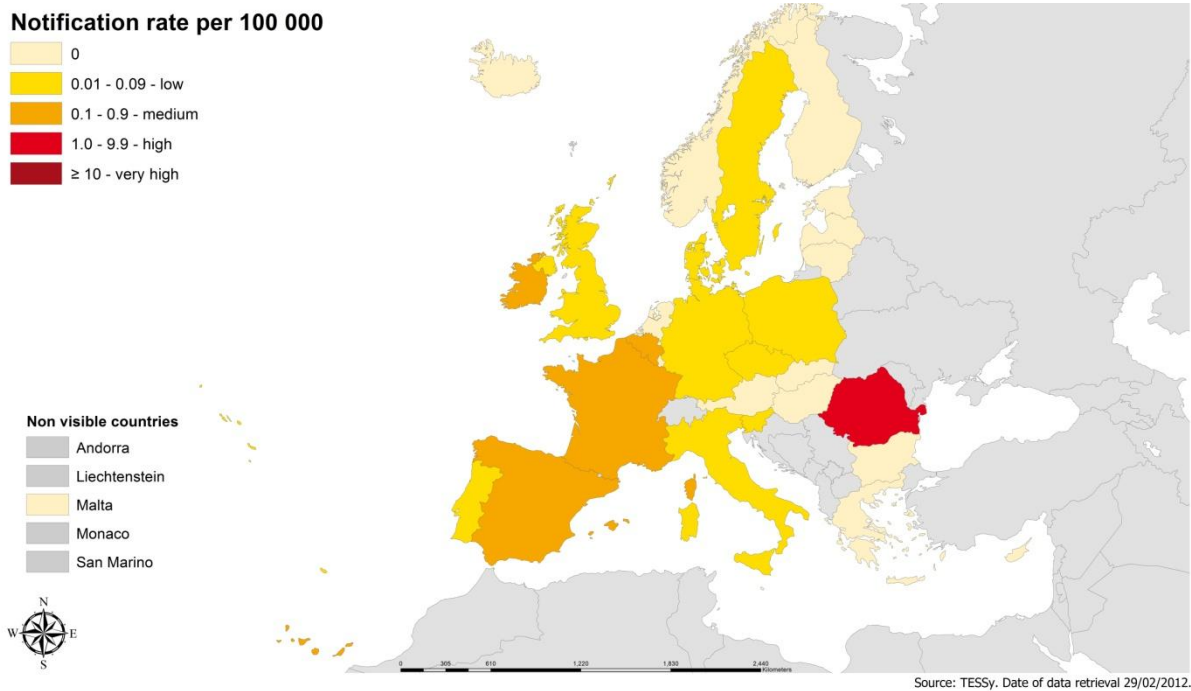 Notification rate per 100 000
0
0.01 - 0.09 - low
0.1 - 0.9 - medium
1.0 - 9.9 - high
≥ 10 - very high
Non visible countries
Andorra
Liechtenstein
Malta
Monaco
San Marino
N
W E
S
0 305 610 1,220 1,830 2,440
Kilometers
Source: TESSy. Date of data retrieval 29/02/2012.